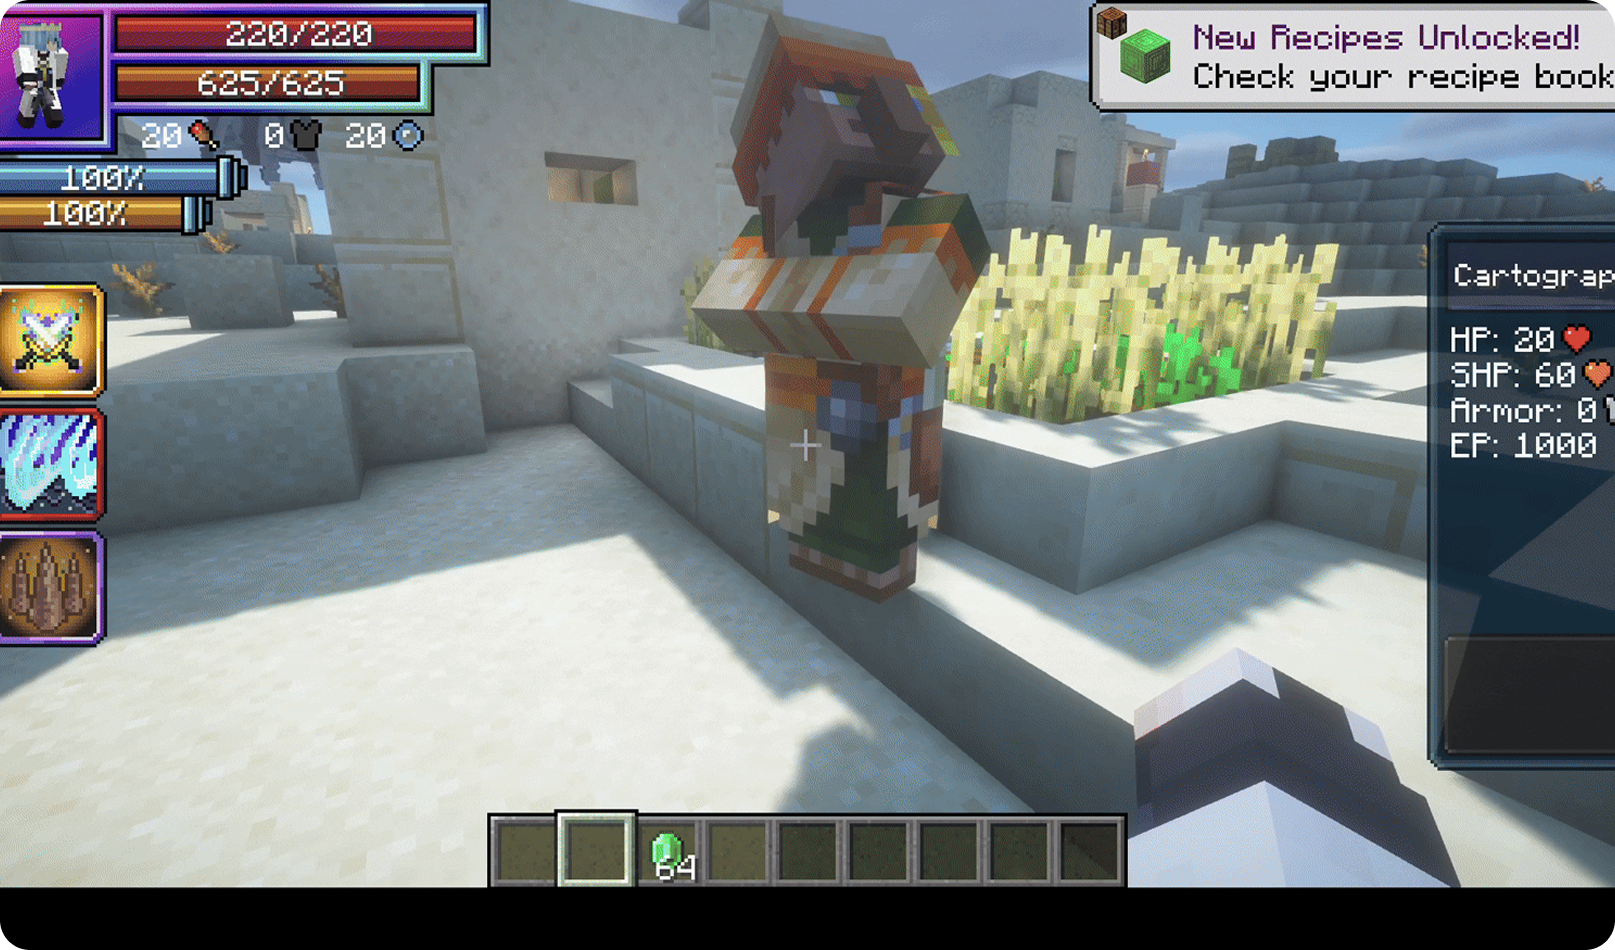 220/220
625/625
20 0 20
100%
100%
New Recipes Unlocked!
Check your recipe book
Cartograp
HP: 20
SHP: 60
Armor: 0
EP: 1000
64